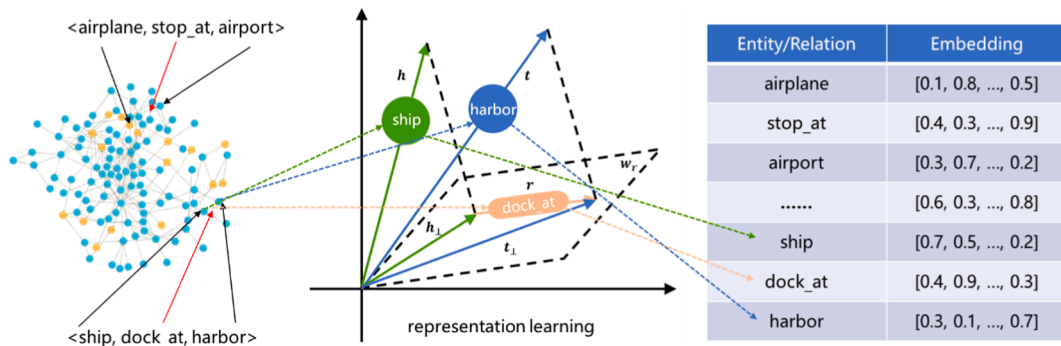 <airplane, stop_at, airport>
<ship, dock_at, harbor>
h
t
ship
harbor
w_r
r
dock_at
h⊥
t⊥
representation learning
Entity/Relation Embedding
airplane [0.1, 0.8, ..., 0.5]
stop_at [0.4, 0.3, ..., 0.9]
airport [0.3, 0.7, ..., 0.2]
...... [0.6, 0.3, ..., 0.8]
ship [0.7, 0.5, ..., 0.2]
dock_at [0.4, 0.9, ..., 0.3]
harbor [0.3, 0.1, ..., 0.7]